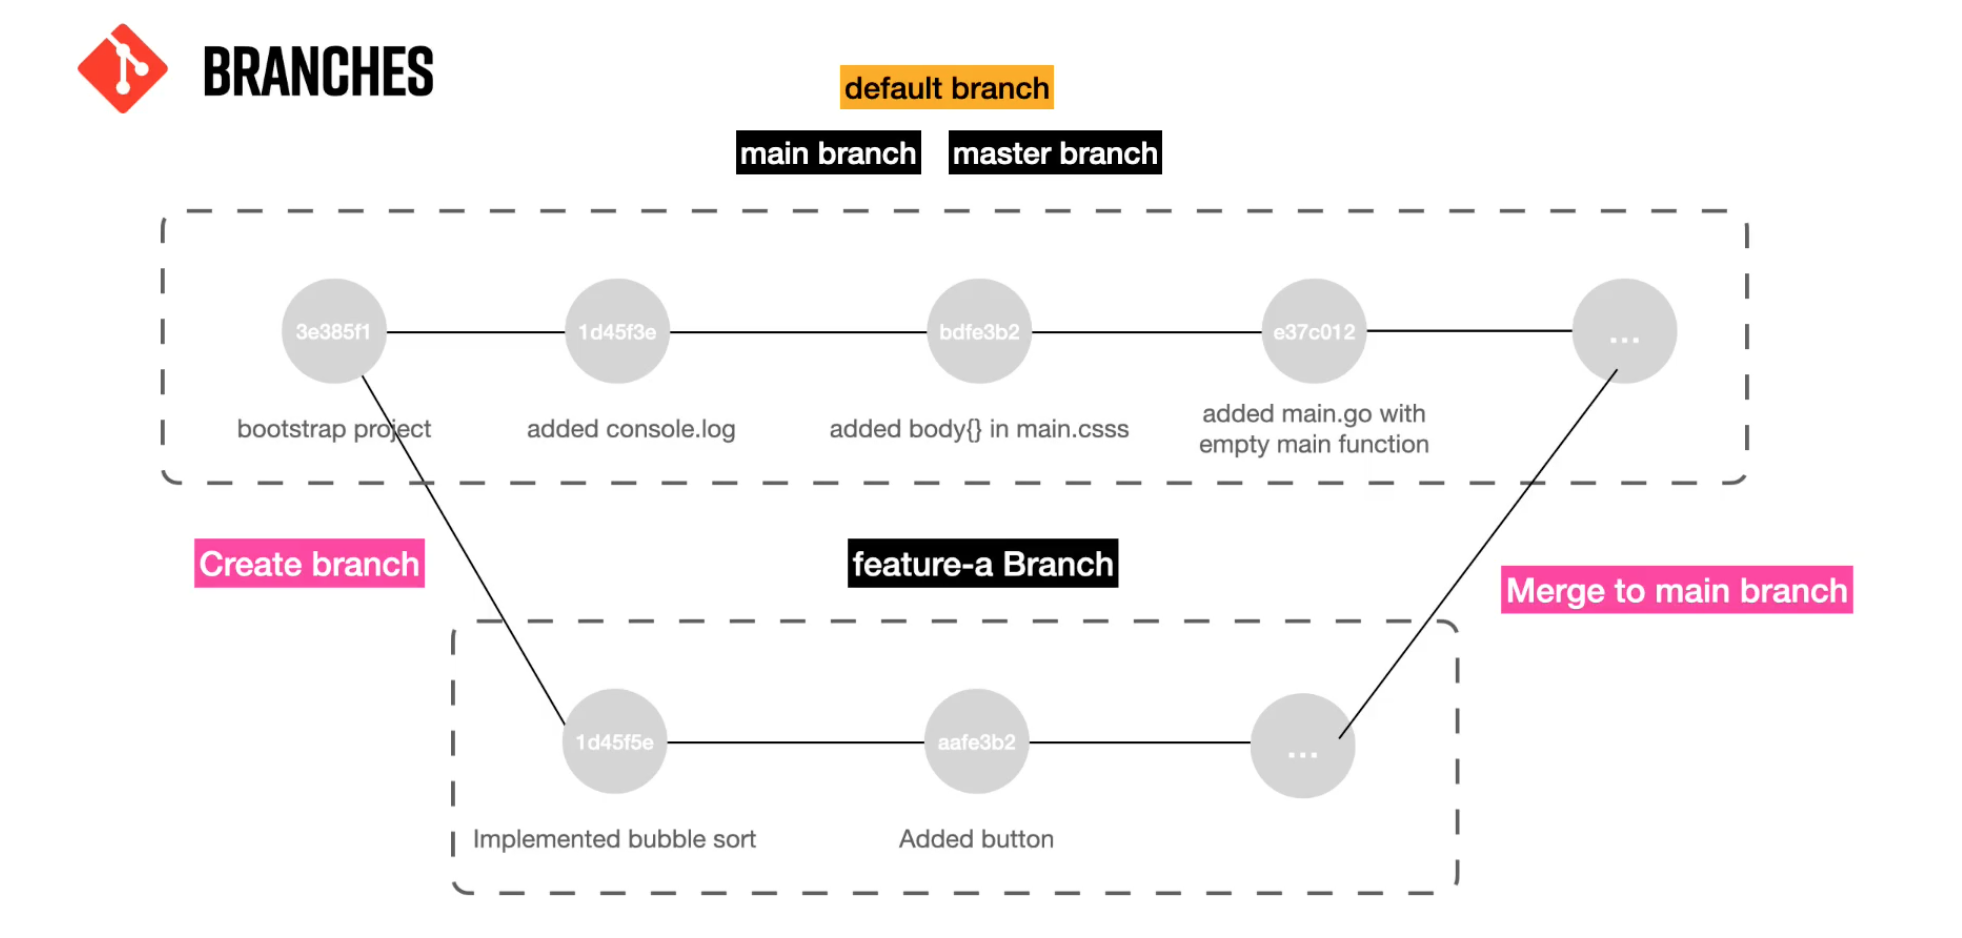 BRANCHES
default branch
main branch
master branch
3e385f1
1d45f3e
bdfe3b2
e37c012
...
bootstrap project
added console.log
added body{} in main.csss
added main.go with
empty main function
Create branch
feature-a Branch
Merge to main branch
1d45f5e
aafe3b2
...
Implemented bubble sort
Added button